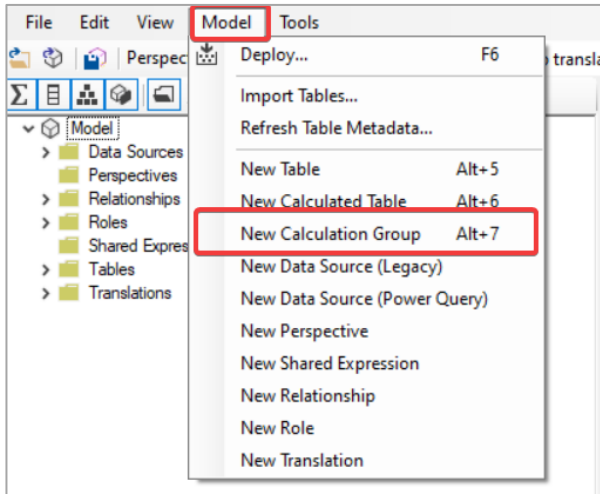 File Edit View Model Tools
Perspec
transla
Deploy... F6
Import Tables...
Refresh Table Metadata...
New Table Alt+5
New Calculated Table Alt+6
New Calculation Group Alt+7
New Data Source (Legacy)
New Data Source (Power Query)
New Perspective
New Shared Expression
New Relationship
New Role
New Translation
Model
Data Sources
Perspectives
Relationships
Roles
Shared Expres
Tables
Translations